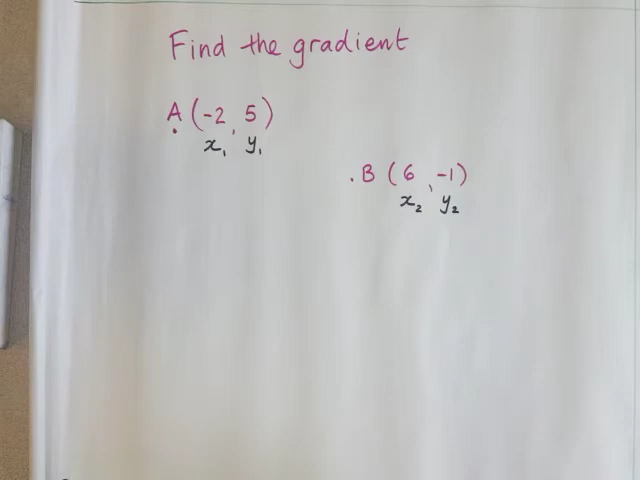 Find the gradient
A (-2, 5)
x₁ y₁
. B (6, -1)
x₂ y₂